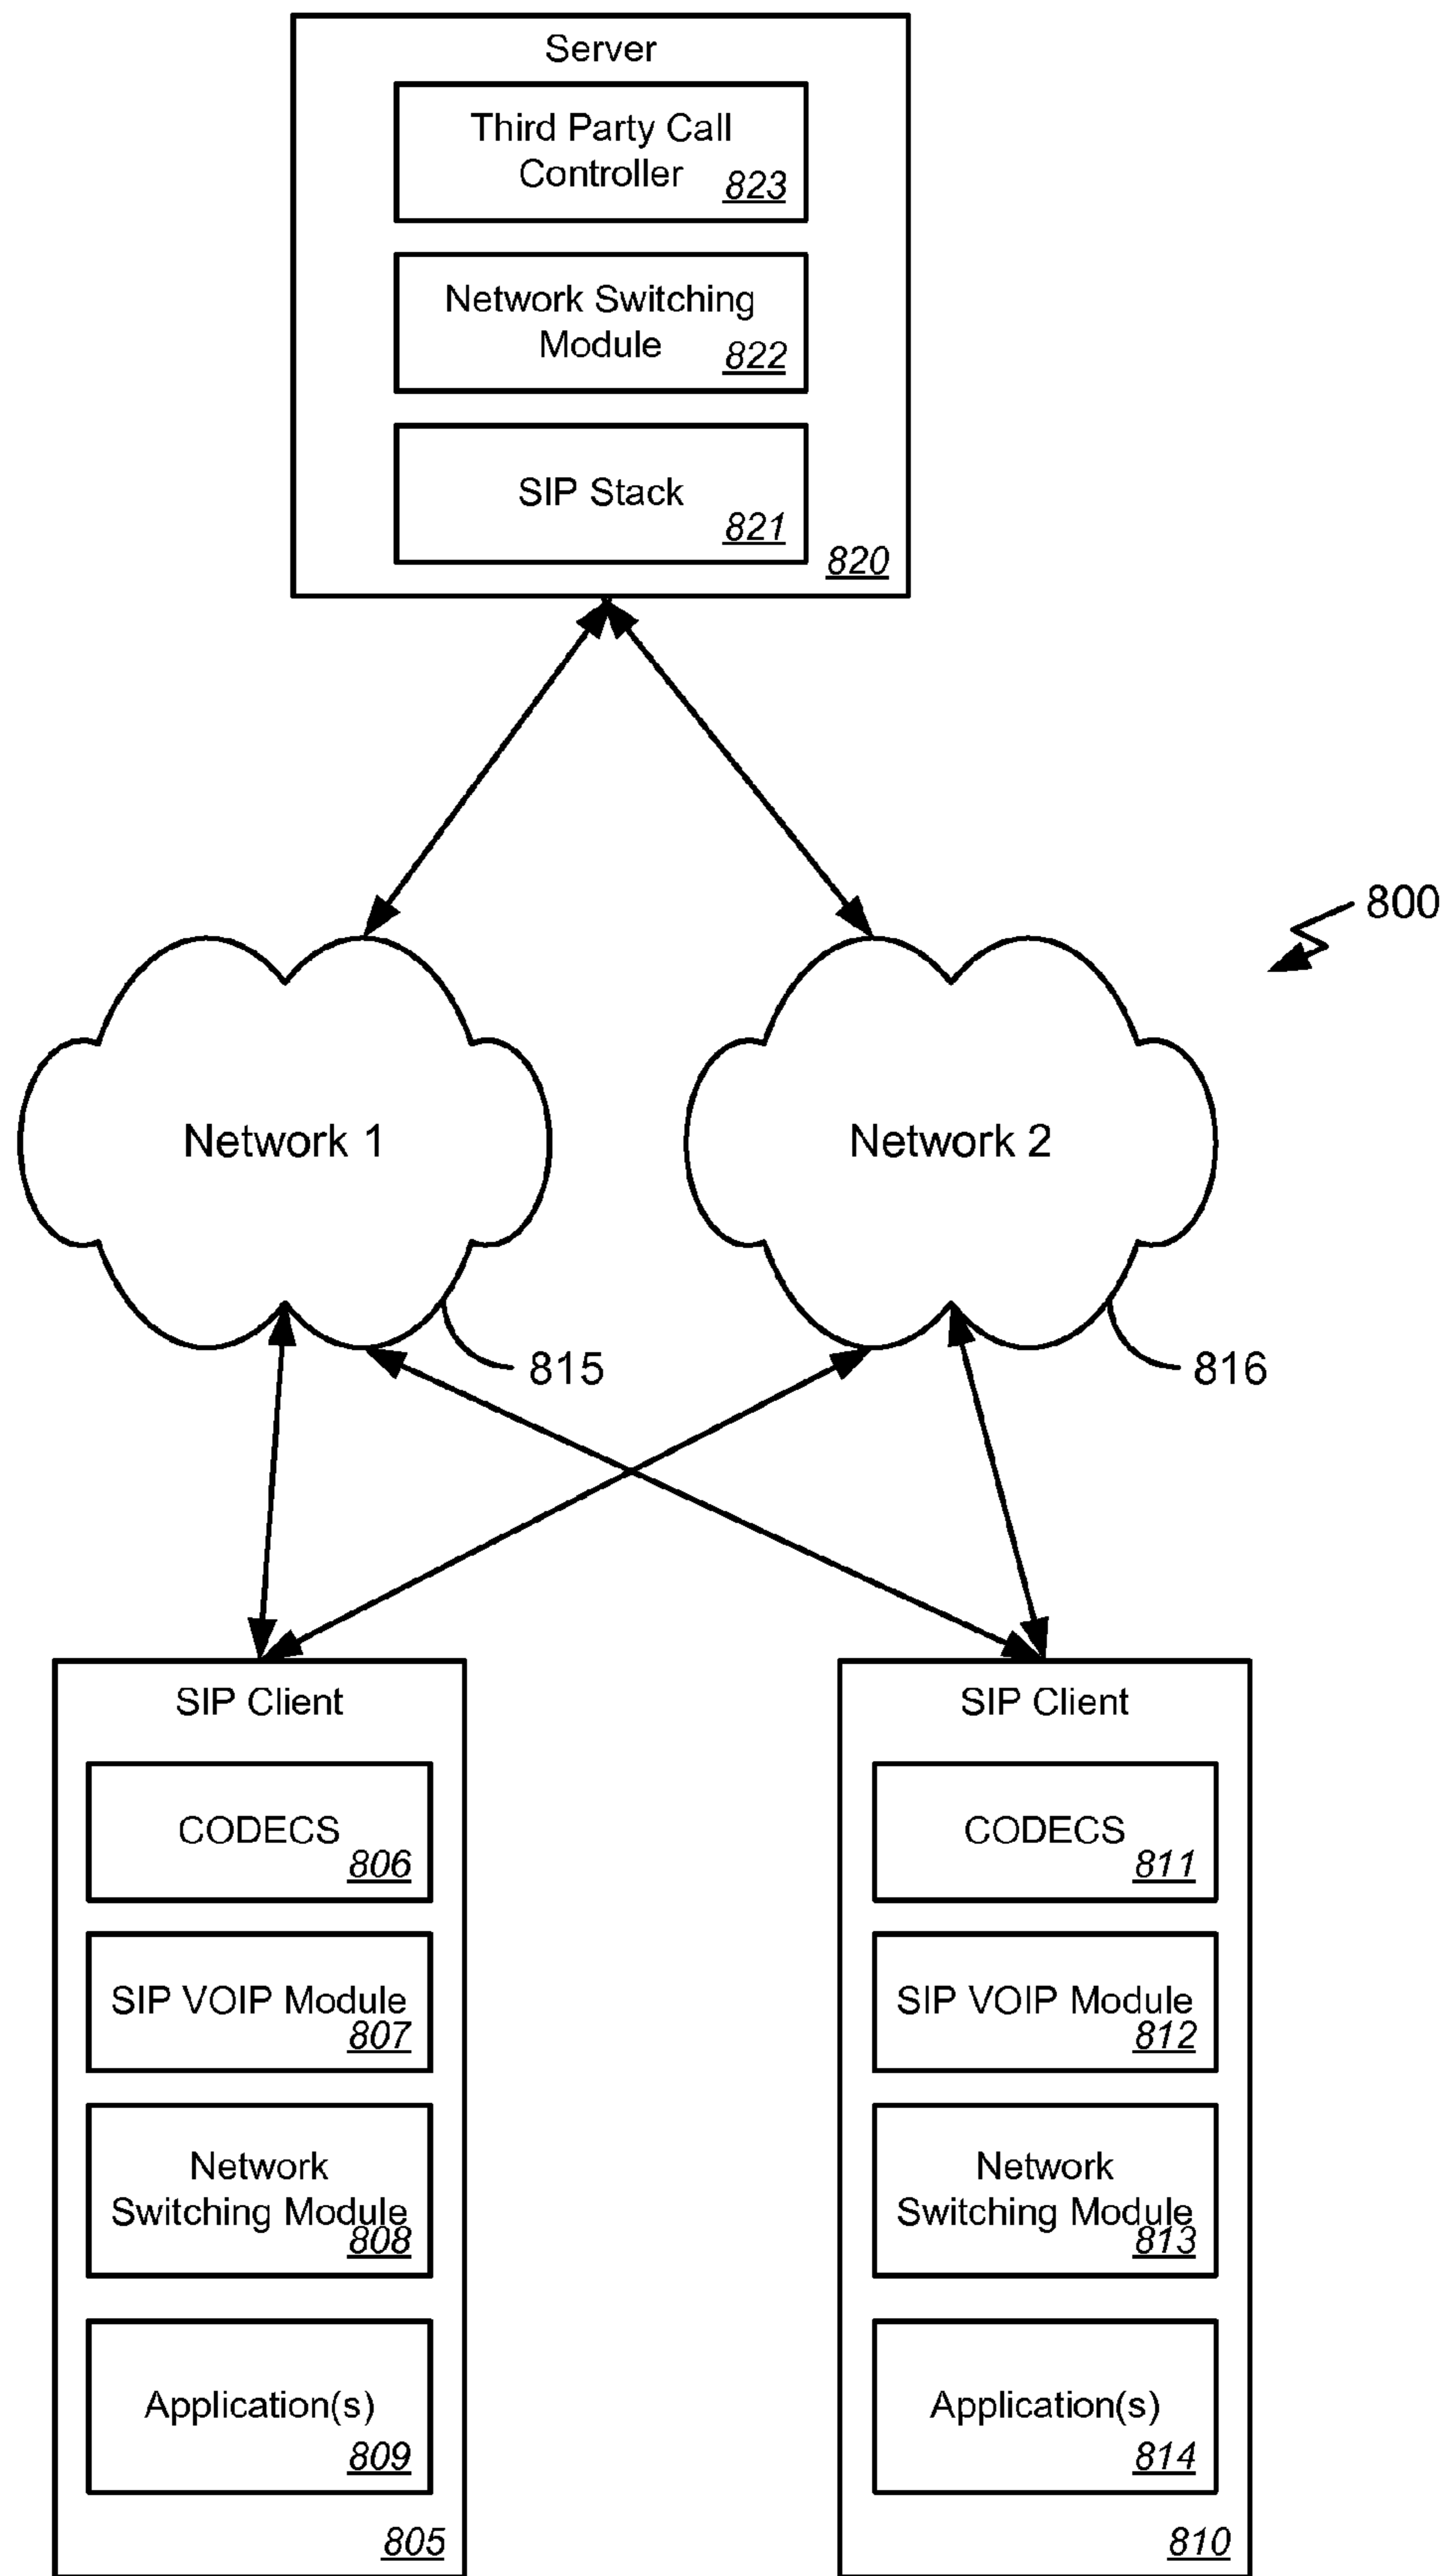 Server
Third Party Call
Controller 823
Network Switching
Module 822
SIP Stack
821
820
800
Network 1
Network 2
815
816
SIP Client
CODECS
806
SIP VOIP Module
807
Network
Switching Module
808
Application(s)
809
805
SIP Client
CODECS
811
SIP VOIP Module
812
Network
Switching Module
813
Application(s)
814
810